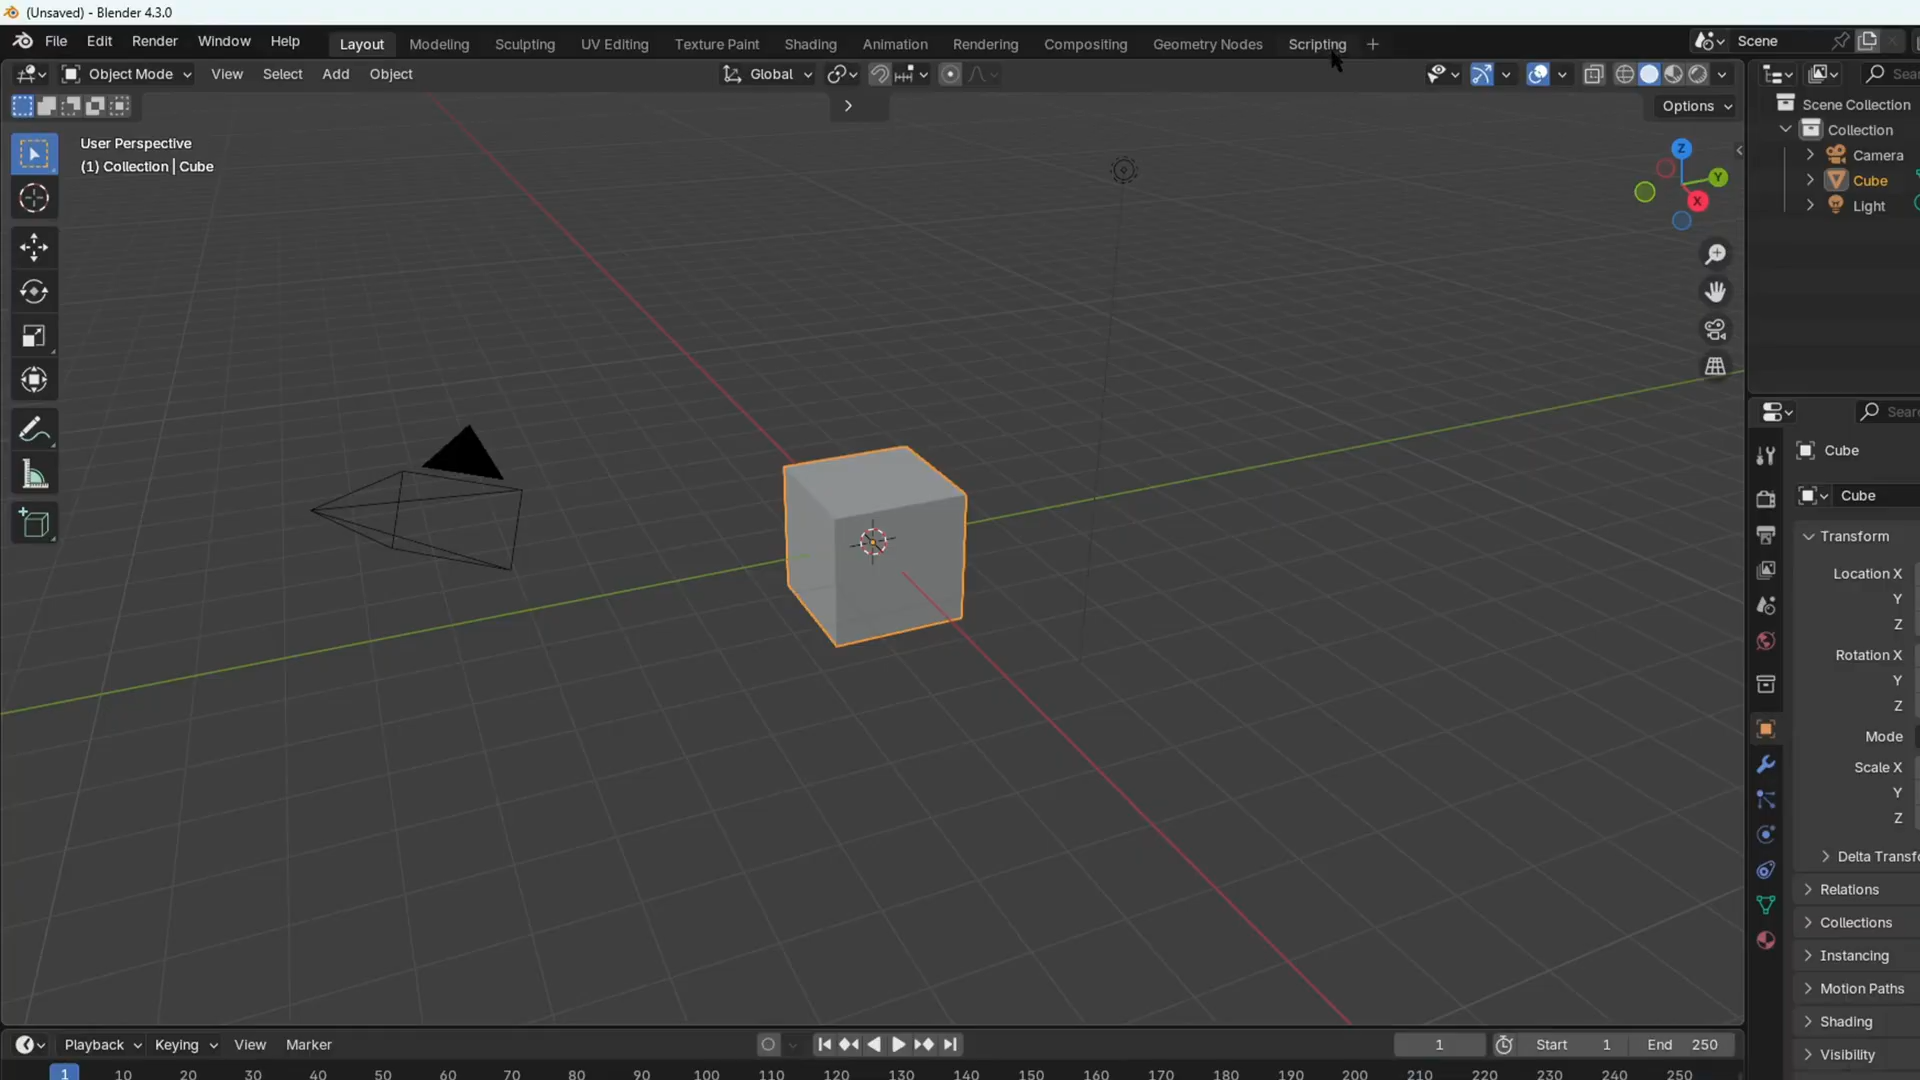 (Unsaved) - Blender 4.3.0
File Edit Render Window Help Layout Modeling Sculpting UV Editing Texture Paint Shading Animation Rendering Compositing Geometry Nodes Scripting + Scene
Object Mode View Select Add Object Global
Options
User Perspective
(1) Collection | Cube
Z
Y
X
Scene Collection
Collection
Camera
Cube
Light
Cube
Cube
Transform
Location X
Y
Z
Rotation X
Y
Z
Mode
Scale X
Y
Z
Delta Transf
Relations
Collections
Instancing
Motion Paths
Shading
Visibility
Playback Keying View Marker 1 Start 1 End 250
1 10 20 30 40 50 60 70 80 90 100 110 120 130 140 150 160 170 180 190 200 210 220 230 240 250